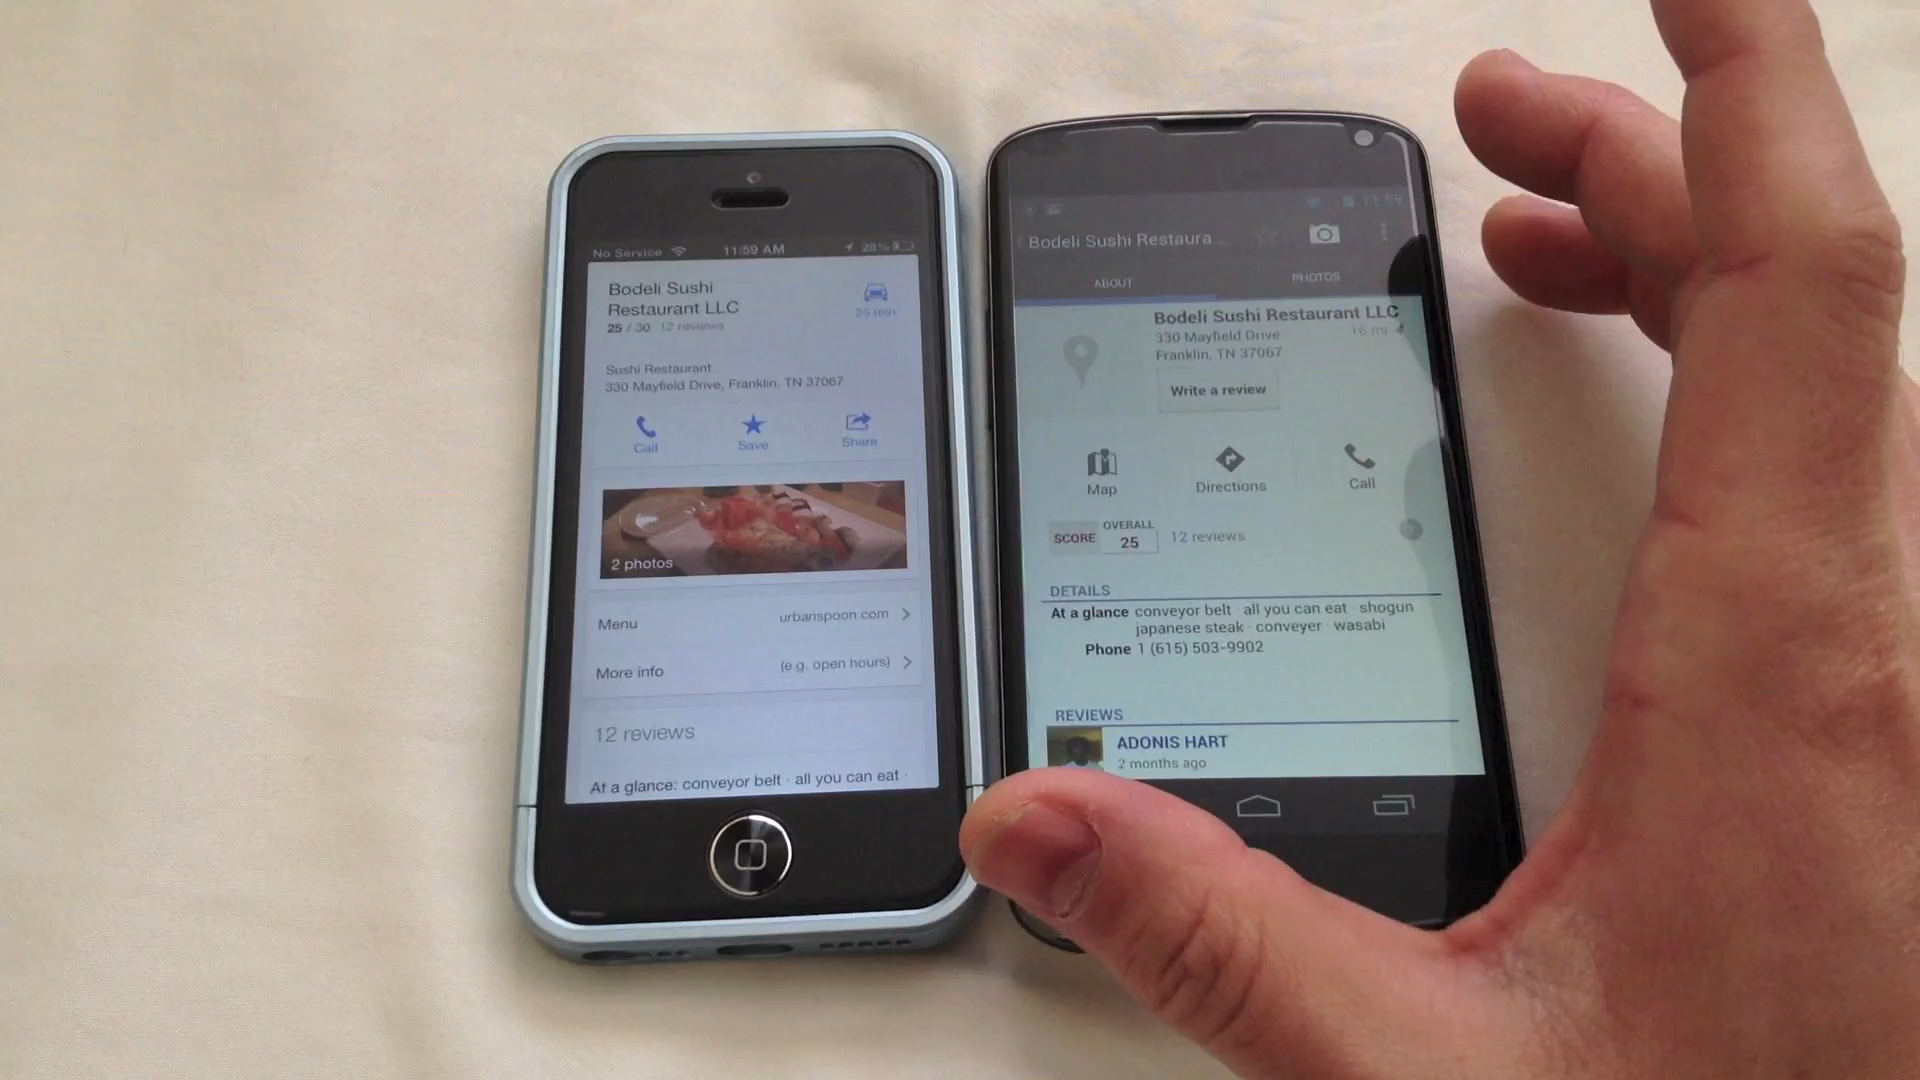 No Service 11:59 AM 28%
Bodeli Sushi
Restaurant LLC
25 / 30 12 reviews
25 min
Sushi Restaurant
330 Mayfield Drive, Franklin, TN 37067
Call Save Share
2 photos
Menu urbanspoon.com
More info (e.g. open hours)
12 reviews
At a glance: conveyor belt · all you can eat ·
11:59
Bodeli Sushi Restaura...
ABOUT PHOTOS
Bodeli Sushi Restaurant LLC
330 Mayfield Drive 16 mi
Franklin, TN 37067
Write a review
Map Directions Call
SCORE OVERALL 25 12 reviews
DETAILS
At a glance conveyor belt · all you can eat · shogun
japanese steak · conveyer · wasabi
Phone 1 (615) 503-9902
REVIEWS
ADONIS HART
2 months ago